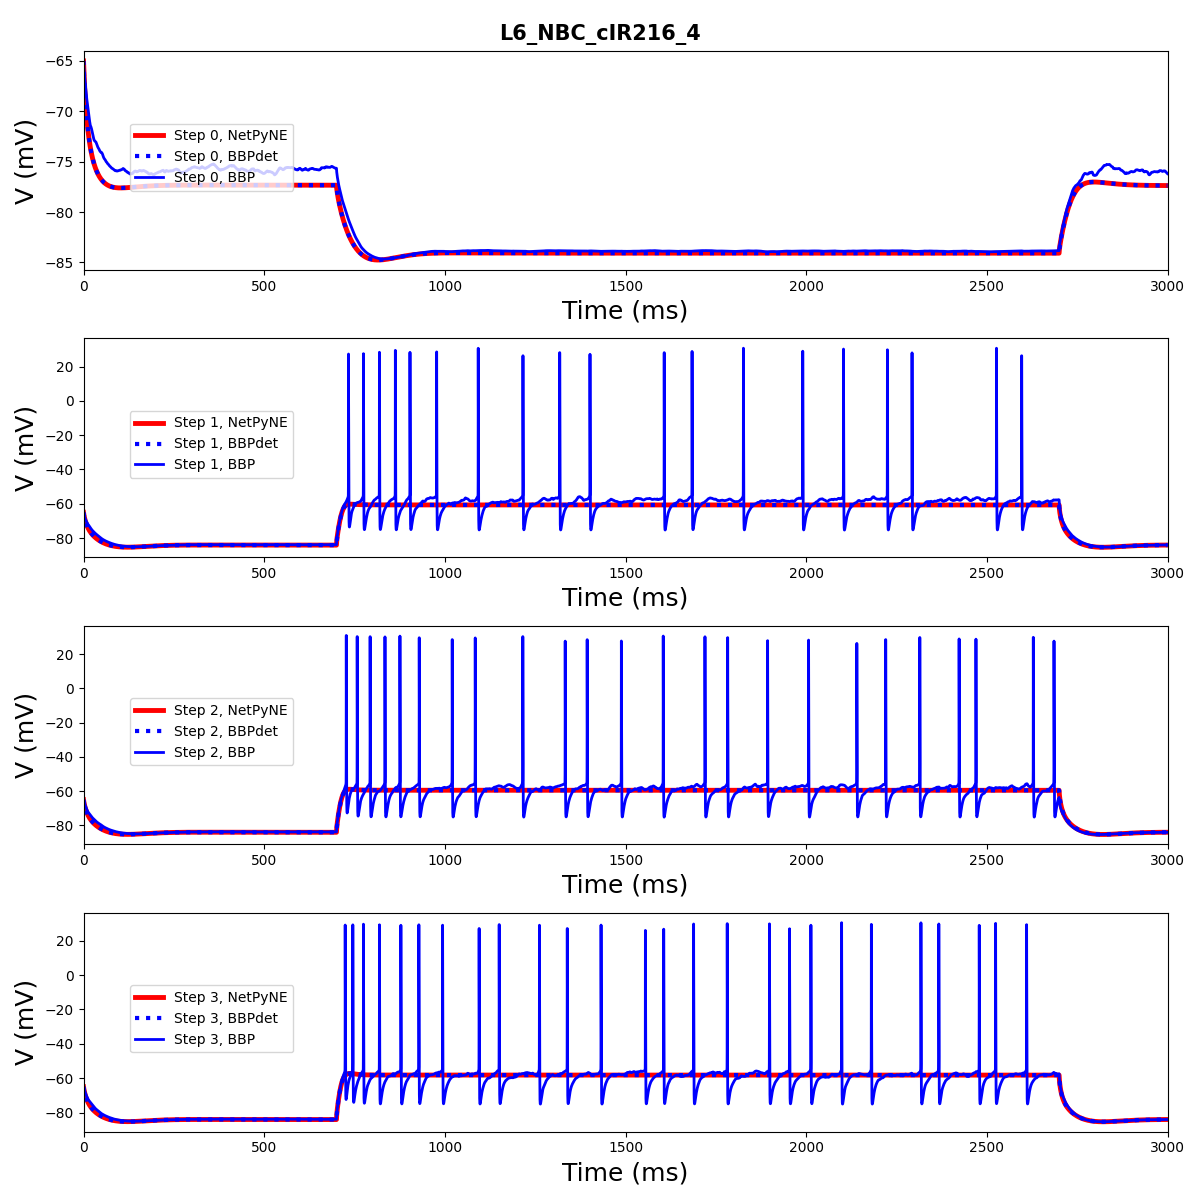 L6_NBC_cIR216_4
−65
−70
−75
−80
−85
V (mV)
Step 0, NetPyNE
Step 0, BBPdet
Step 0, BBP
0 500 1000 1500 2000 2500 3000
Time (ms)
20
0
−20
−40
−60
−80
V (mV)
Step 1, NetPyNE
Step 1, BBPdet
Step 1, BBP
0 500 1000 1500 2000 2500 3000
Time (ms)
20
0
−20
−40
−60
−80
V (mV)
Step 2, NetPyNE
Step 2, BBPdet
Step 2, BBP
0 500 1000 1500 2000 2500 3000
Time (ms)
20
0
−20
−40
−60
−80
V (mV)
Step 3, NetPyNE
Step 3, BBPdet
Step 3, BBP
0 500 1000 1500 2000 2500 3000
Time (ms)